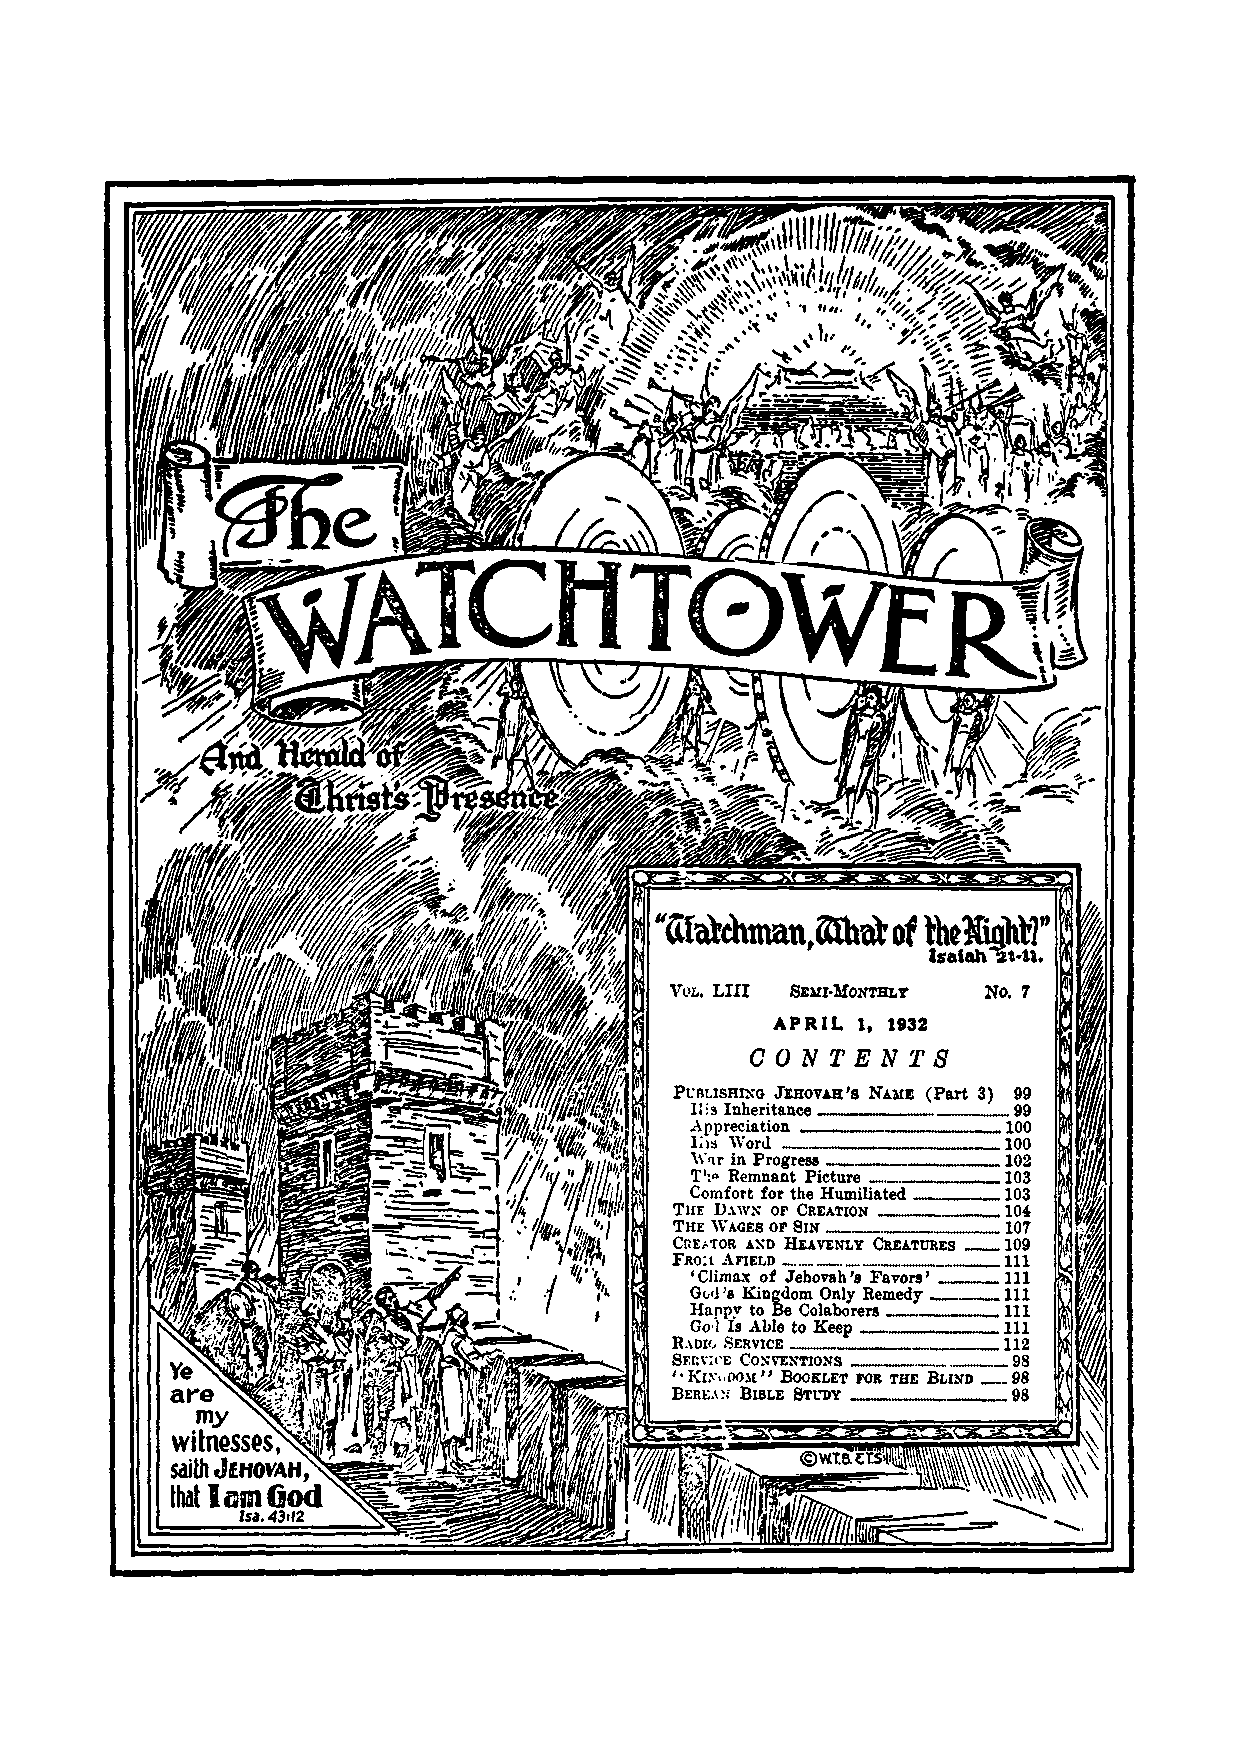 The
WATCHTOWER
And Herald of
Christ's Presence
"Watchman, What of the Night?"
Isaiah 21-11.
VOL. LIII SEMI-MONTHLY No. 7
APRIL 1, 1932
CONTENTS
PUBLISHING JEHOVAH'S NAME (Part 3) 99
His Inheritance 99
Appreciation 100
His Word 100
War in Progress 102
The Remnant Picture 103
Comfort for the Humiliated 103
THE DAWN OF CREATION 104
THE WAGES OF SIN 107
CREATOR AND HEAVENLY CREATURES 109
FROM AFIELD 111
'Climax of Jehovah's Favors' 111
God's Kingdom Only Remedy 111
Happy to Be Colaborers 111
God Is Able to Keep 111
RADIO SERVICE 112
SERVICE CONVENTIONS 98
"KINGDOM" BOOKLET FOR THE BLIND 98
BEREAN BIBLE STUDY 98
©W.T.B.&T.S.
Ye
are
my
witnesses,
saith JEHOVAH,
that I am God
Isa. 43:12